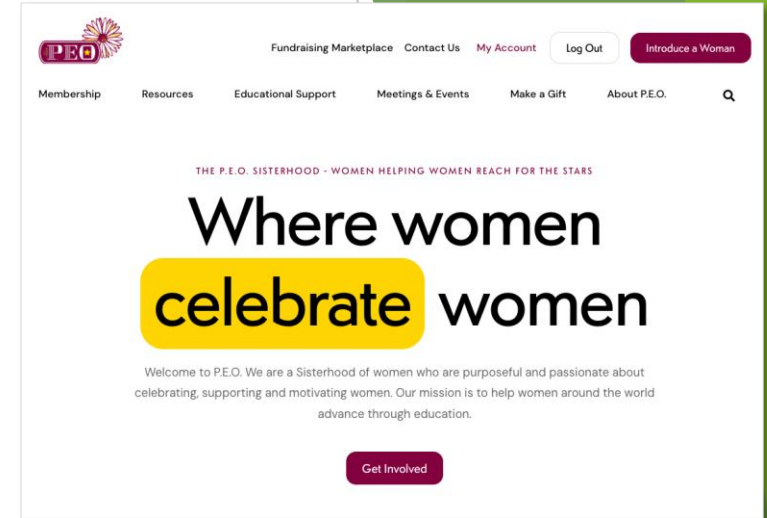 PEO
Fundraising Marketplace Contact Us My Account Log Out Introduce a Woman
Membership Resources Educational Support Meetings & Events Make a Gift About P.E.O.
THE P.E.O. SISTERHOOD - WOMEN HELPING WOMEN REACH FOR THE STARS
Where women
celebrate women
Welcome to P.E.O. We are a Sisterhood of women who are purposeful and passionate about
celebrating, supporting and motivating women. Our mission is to help women around the world
advance through education.
Get Involved